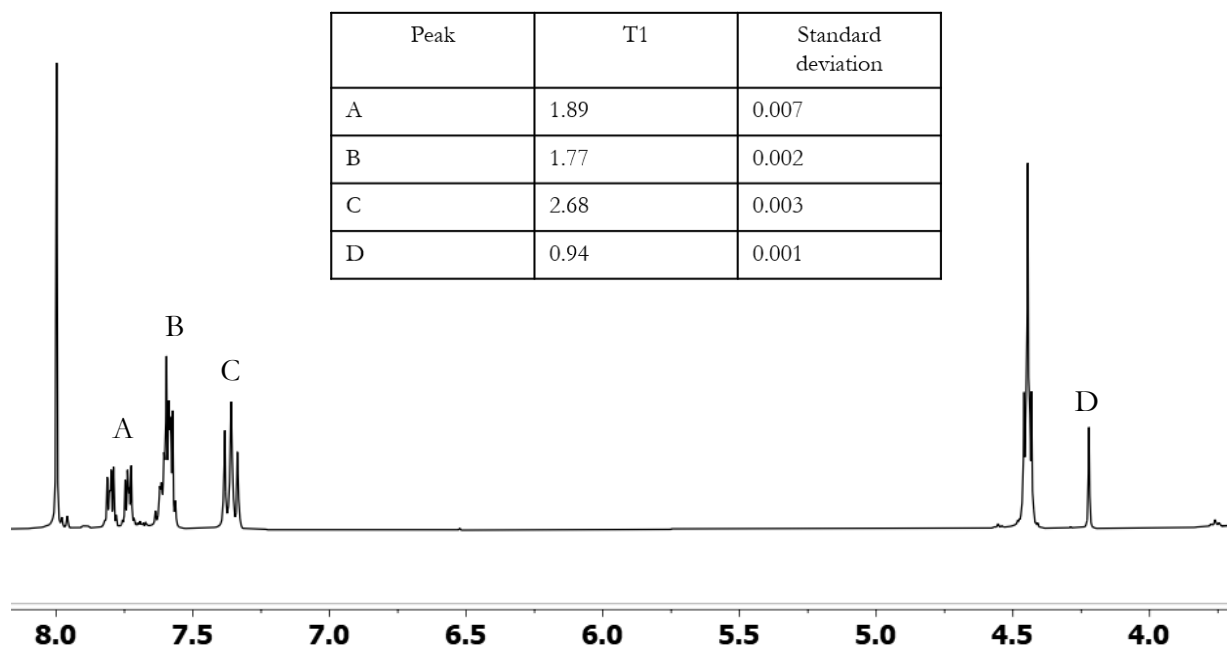 Peak T1 Standard
deviation
A 1.89 0.007
B 1.77 0.002
C 2.68 0.003
D 0.94 0.001
B
C
D
A
8.0 7.5 7.0 6.5 6.0 5.5 5.0 4.5 4.0